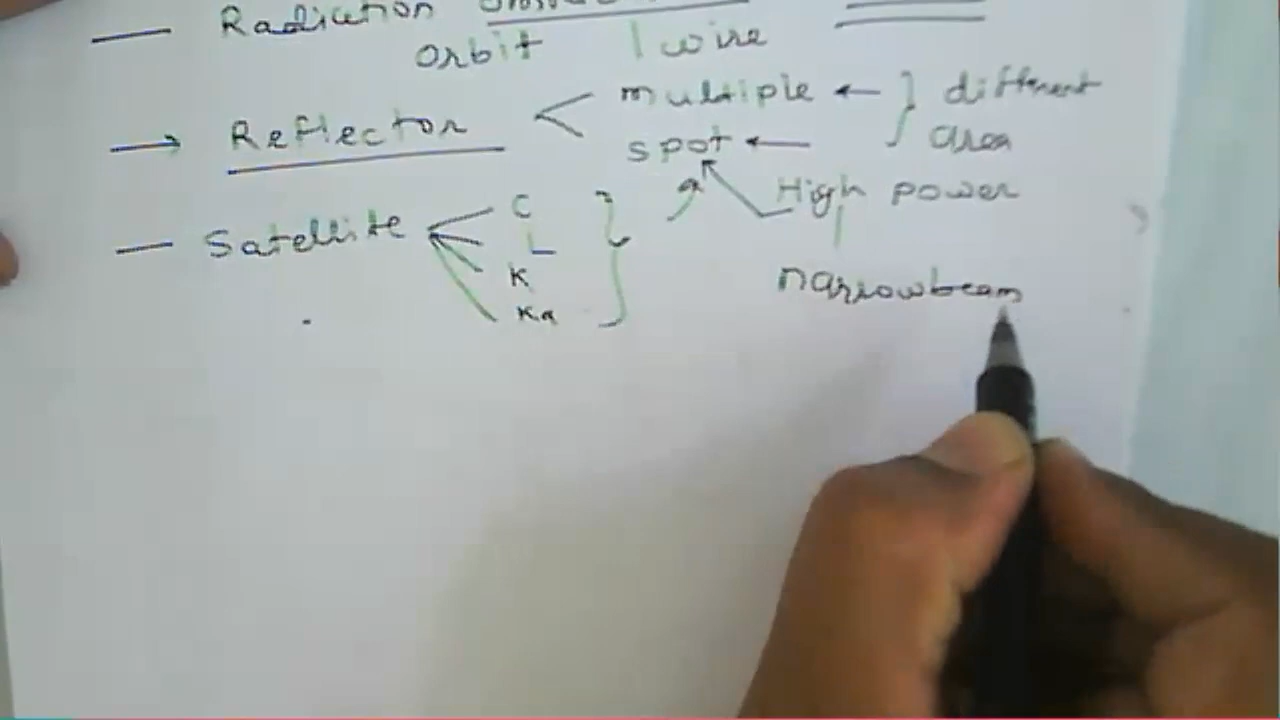 — Radiation
Orbit | wire
→ Reflector < multiple ← } different
spot ← area
High power
— Satellite C
L
K
Ka
narrowbeam